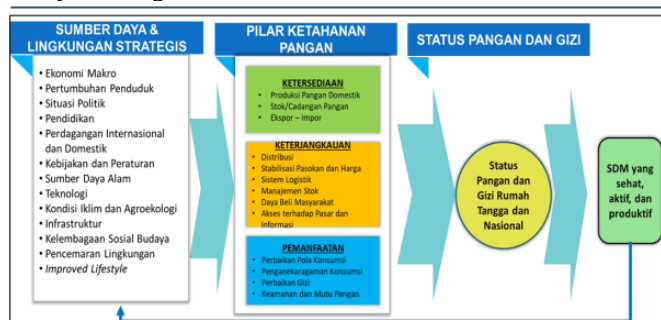 SUMBER DAYA &
LINGKUNGAN STRATEGIS
• Ekonomi Makro
• Pertumbuhan Penduduk
• Situasi Politik
• Pendidikan
• Perdagangan Internasional
dan Domestik
• Kebijakan dan Peraturan
• Sumber Daya Alam
• Teknologi
• Kondisi Iklim dan Agroekologi
• Infrastruktur
• Kelembagaan Sosial Budaya
• Pencemaran Lingkungan
• Improved Lifestyle
PILAR KETAHANAN
PANGAN
KETERSEDIAAN
• Produksi Pangan Domestik
• Stok/Cadangan Pangan
• Ekspor – Impor
KETERJANGKAUAN
• Distribusi
• Stabilisasi Pasokan dan Harga
• Sistem Logistik
• Manajemen Stok
• Daya Beli Masyarakat
• Akses terhadap Pasar dan
Informasi
PEMANFAATAN
• Perbaikan Pola Konsumsi
• Penganekaragaman Konsumsi
• Perbaikan Gizi
• Keamanan dan Mutu Pangan
STATUS PANGAN DAN GIZI
Status
Pangan dan
Gizi Rumah
Tangga dan
Nasional
SDM yang
sehat,
aktif, dan
produktif